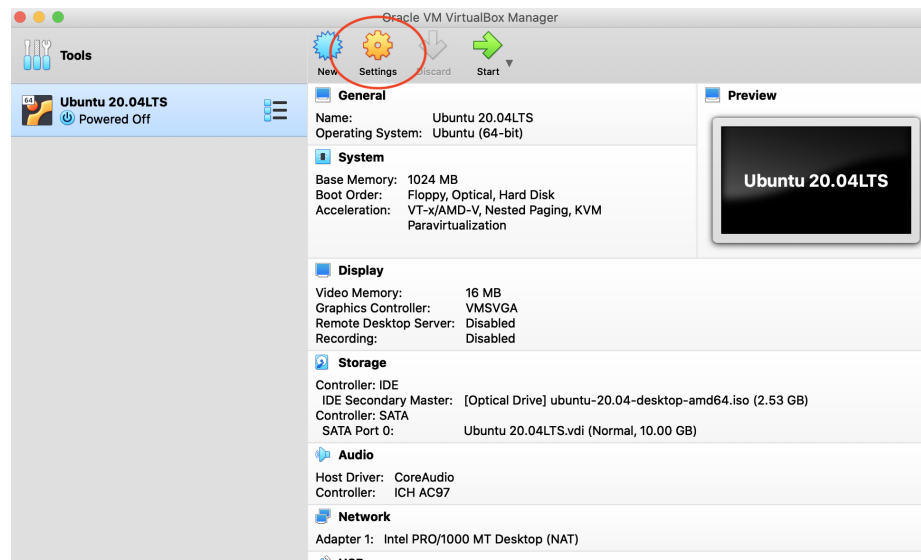 Oracle VM VirtualBox Manager
Tools
New
Settings
Discard
Start
64
Ubuntu 20.04LTS
Powered Off
General
Name: Ubuntu 20.04LTS
Operating System: Ubuntu (64-bit)
System
Base Memory: 1024 MB
Boot Order: Floppy, Optical, Hard Disk
Acceleration: VT-x/AMD-V, Nested Paging, KVM
Paravirtualization
Preview
Ubuntu 20.04LTS
Display
Video Memory: 16 MB
Graphics Controller: VMSVGA
Remote Desktop Server: Disabled
Recording: Disabled
Storage
Controller: IDE
IDE Secondary Master: [Optical Drive] ubuntu-20.04-desktop-amd64.iso (2.53 GB)
Controller: SATA
SATA Port 0: Ubuntu 20.04LTS.vdi (Normal, 10.00 GB)
Audio
Host Driver: CoreAudio
Controller: ICH AC97
Network
Adapter 1: Intel PRO/1000 MT Desktop (NAT)